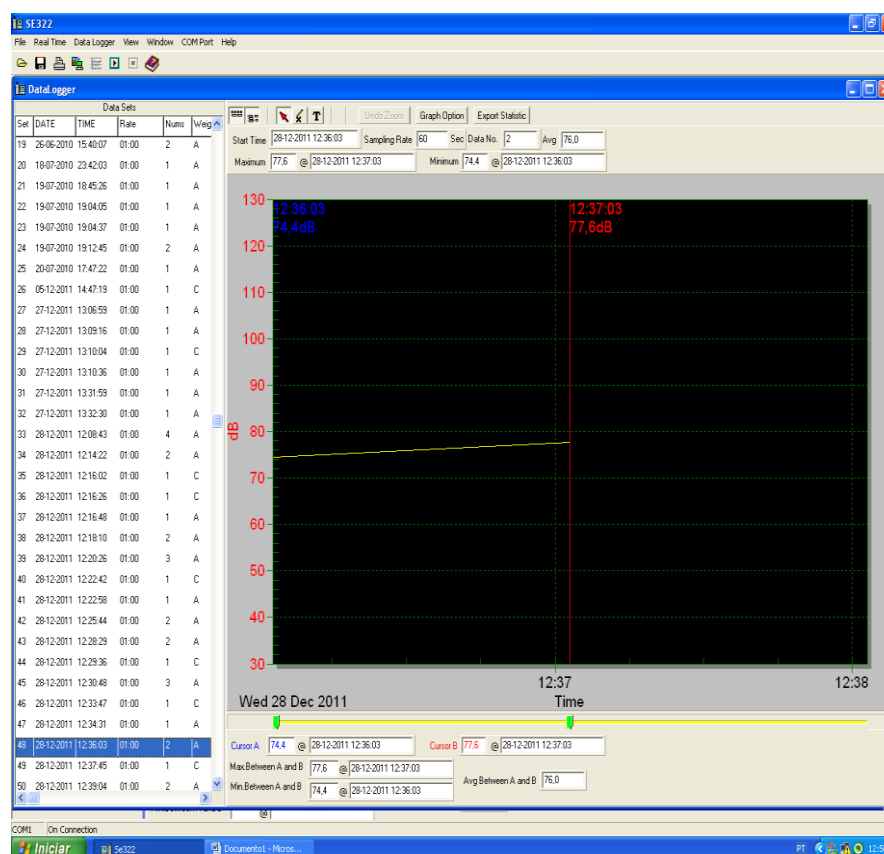 SE322
File Real Time Data Logger View Window COM Port Help
DataLogger
Data Sets
Set DATE TIME Rate Nums Weig
19 26-06-2010 15:40:07 01:00 2 A
20 18-07-2010 23:42:03 01:00 1 A
21 19-07-2010 18:45:26 01:00 1 A
22 19-07-2010 19:04:05 01:00 1 A
23 19-07-2010 19:04:37 01:00 1 A
24 19-07-2010 19:12:45 01:00 2 A
25 20-07-2010 17:47:22 01:00 1 A
26 05-12-2011 14:47:19 01:00 1 C
27 27-12-2011 13:06:59 01:00 1 A
28 27-12-2011 13:09:16 01:00 1 A
29 27-12-2011 13:10:04 01:00 1 C
30 27-12-2011 13:10:36 01:00 1 A
31 27-12-2011 13:31:59 01:00 1 A
32 27-12-2011 13:32:30 01:00 1 A
33 28-12-2011 12:08:43 01:00 4 A
34 28-12-2011 12:14:22 01:00 2 A
35 28-12-2011 12:16:02 01:00 1 C
36 28-12-2011 12:16:26 01:00 1 C
37 28-12-2011 12:16:48 01:00 1 A
38 28-12-2011 12:18:10 01:00 2 A
39 28-12-2011 12:20:26 01:00 3 A
40 28-12-2011 12:22:42 01:00 1 C
41 28-12-2011 12:22:58 01:00 1 A
42 28-12-2011 12:25:44 01:00 2 A
43 28-12-2011 12:28:29 01:00 2 A
44 28-12-2011 12:29:36 01:00 1 C
45 28-12-2011 12:30:48 01:00 3 A
46 28-12-2011 12:33:47 01:00 1 C
47 28-12-2011 12:34:31 01:00 1 A
48 28-12-2011 12:36:03 01:00 2 A
49 28-12-2011 12:37:45 01:00 1 C
50 28-12-2011 12:39:04 01:00 2 A
T Undo Zoom Graph Option Export Statistic
Start Time 28-12-2011 12:36:03 Sampling Rate 60 Sec Data No. 2 Avg 76,0
Maximum 77,6 @ 28-12-2011 12:37:03 Minimum 74,4 @ 28-12-2011 12:36:03
130
12:36:03 12:37:03
74,4dB 77,6dB
120
110
100
90
80
dB
70
60
50
40
30
12:37 12:38
Wed 28 Dec 2011 Time
Cursor A 74,4 @ 28-12-2011 12:36:03 Cursor B 77,6 @ 28-12-2011 12:37:03
Max.Between A and B 77,6 @ 28-12-2011 12:37:03
Avg Between A and B 76,0
Min.Between A and B 74,4 @ 28-12-2011 12:36:03
@
COM1 On Connection
Iniciar Se322 Documento1 - Micros... PT